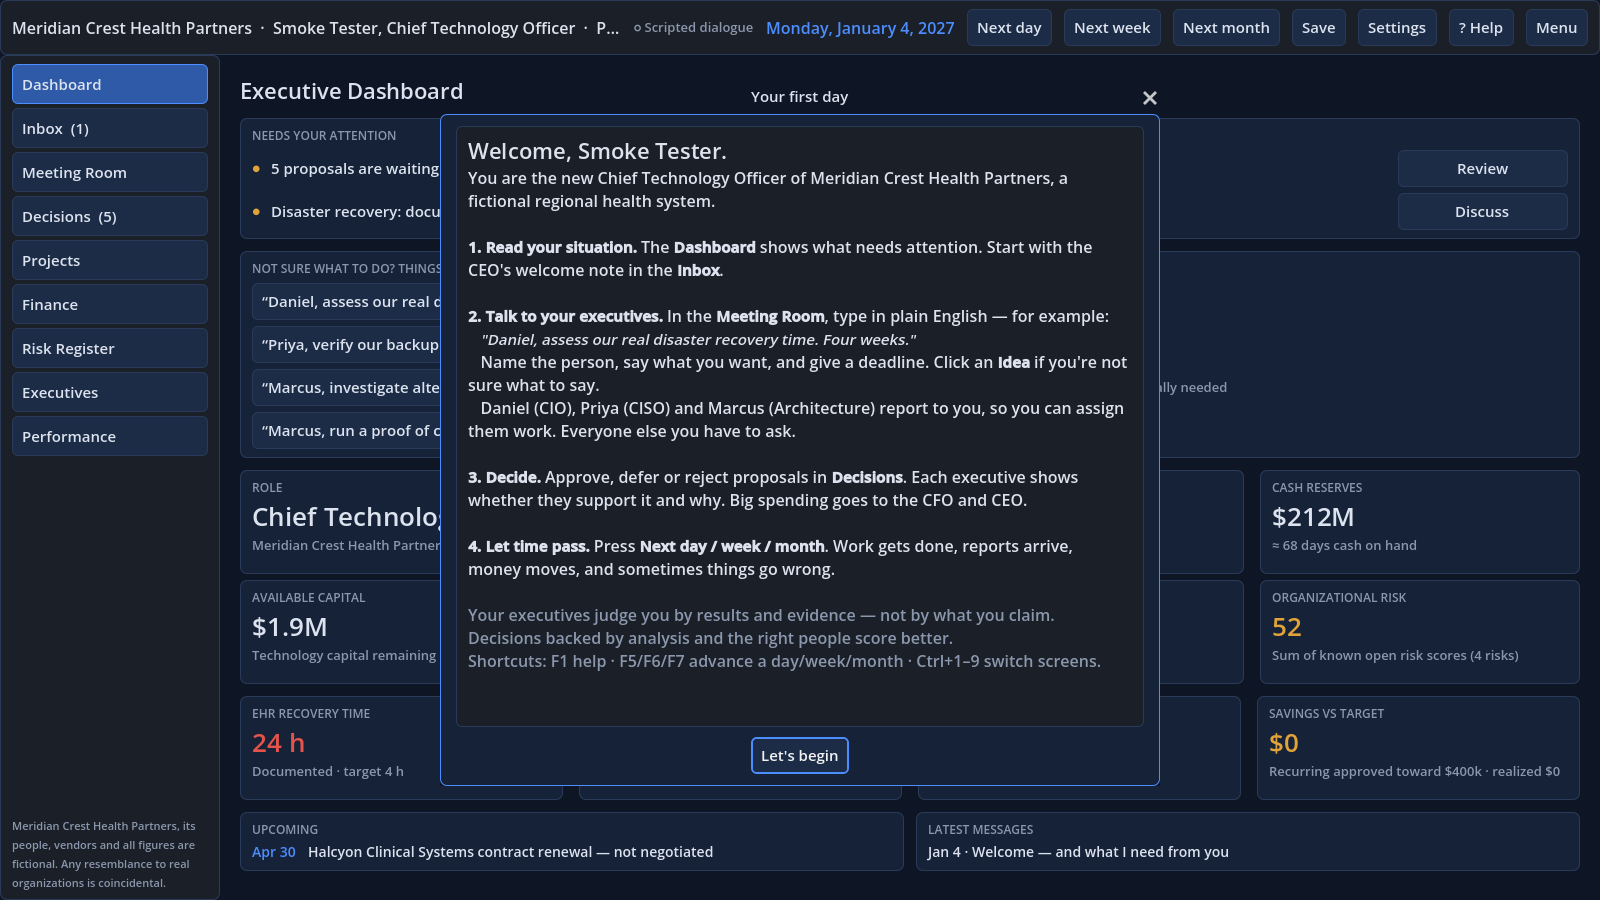 Meridian Crest Health Partners · Smoke Tester, Chief Technology Officer · P...
Scripted dialogue
Monday, January 4, 2027
Next day
Next week
Next month
Save
Settings
? Help
Menu
Dashboard
Inbox (1)
Meeting Room
Decisions (5)
Projects
Finance
Risk Register
Executives
Performance
Meridian Crest Health Partners, its
people, vendors and all figures are
fictional. Any resemblance to real
organizations is coincidental.
Executive Dashboard
NEEDS YOUR ATTENTION
5 proposals are waiting
Review
Disaster recovery: docu
Discuss
NOT SURE WHAT TO DO? THINGS
"Daniel, assess our real d
"Priya, verify our backup
"Marcus, investigate alte
ally needed
"Marcus, run a proof of c
ROLE
Chief Technolog
Meridian Crest Health Partner
CASH RESERVES
$212M
≈ 68 days cash on hand
AVAILABLE CAPITAL
$1.9M
Technology capital remaining
ORGANIZATIONAL RISK
52
Sum of known open risk scores (4 risks)
EHR RECOVERY TIME
24 h
Documented · target 4 h
SAVINGS VS TARGET
$0
Recurring approved toward $400k · realized $0
UPCOMING
Apr 30 Halcyon Clinical Systems contract renewal — not negotiated
LATEST MESSAGES
Jan 4 · Welcome — and what I need from you
Your first day
Welcome, Smoke Tester.
You are the new Chief Technology Officer of Meridian Crest Health Partners, a
fictional regional health system.
1. Read your situation. The Dashboard shows what needs attention. Start with the
CEO's welcome note in the Inbox.
2. Talk to your executives. In the Meeting Room, type in plain English — for example:
"Daniel, assess our real disaster recovery time. Four weeks."
Name the person, say what you want, and give a deadline. Click an Idea if you're not
sure what to say.
Daniel (CIO), Priya (CISO) and Marcus (Architecture) report to you, so you can assign
them work. Everyone else you have to ask.
3. Decide. Approve, defer or reject proposals in Decisions. Each executive shows
whether they support it and why. Big spending goes to the CFO and CEO.
4. Let time pass. Press Next day / week / month. Work gets done, reports arrive,
money moves, and sometimes things go wrong.
Your executives judge you by results and evidence — not by what you claim.
Decisions backed by analysis and the right people score better.
Shortcuts: F1 help · F5/F6/F7 advance a day/week/month · Ctrl+1–9 switch screens.
Let's begin